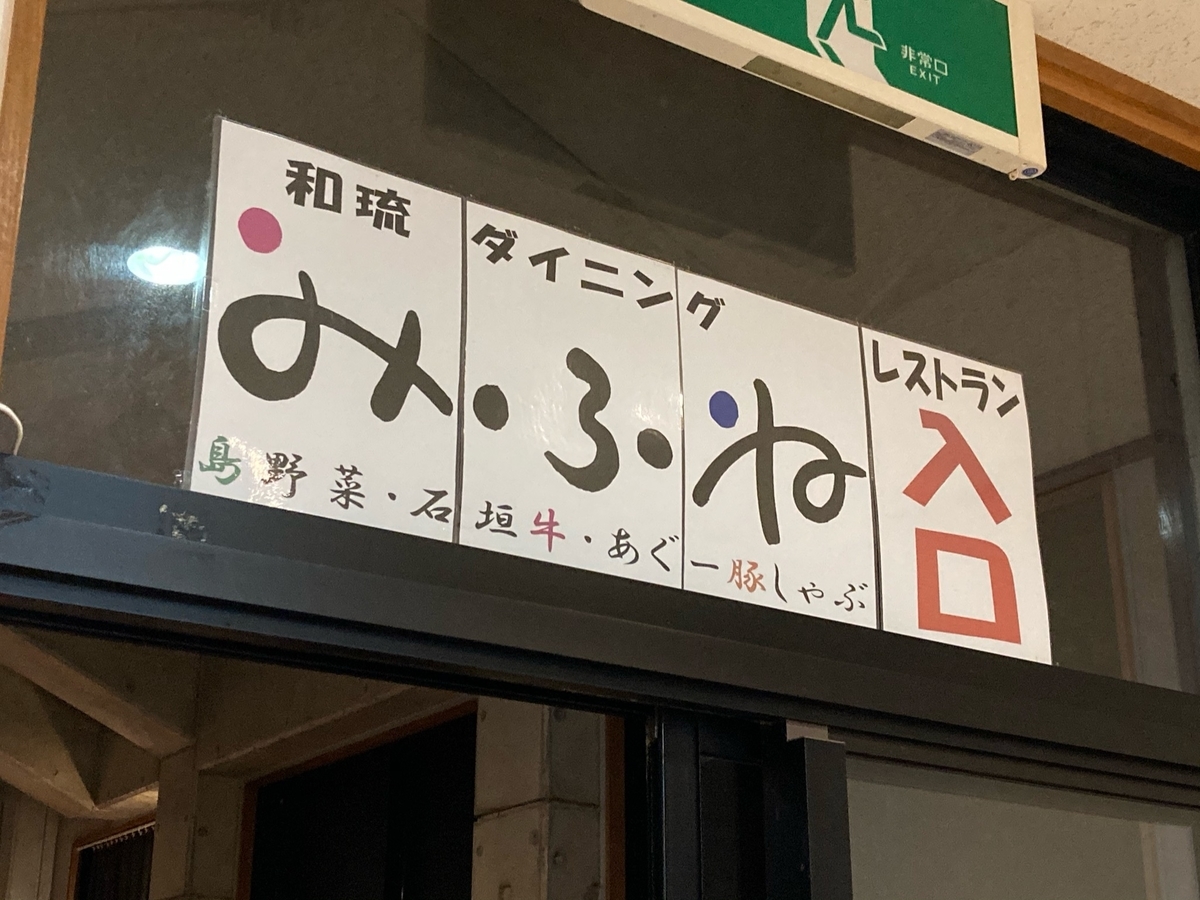 非常口
EXIT
和琉 ダイニング
みふね
島野菜・石垣牛・あぐー豚しゃぶ
レストラン
入口